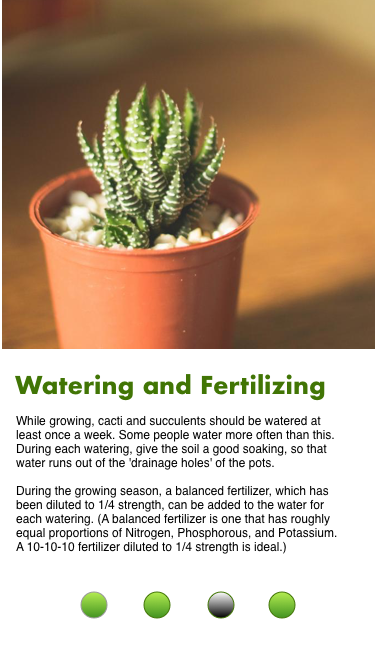 Watering and Fertilizing
While growing, cacti and succulents should be watered at
least once a week. Some people water more often than this.
During each watering, give the soil a good soaking, so that
water runs out of the 'drainage holes' of the pots.
During the growing season, a balanced fertilizer, which has
been diluted to 1/4 strength, can be added to the water for
each watering. (A balanced fertilizer is one that has roughly
equal proportions of Nitrogen, Phosphorous, and Potassium.
A 10-10-10 fertilizer diluted to 1/4 strength is ideal.)